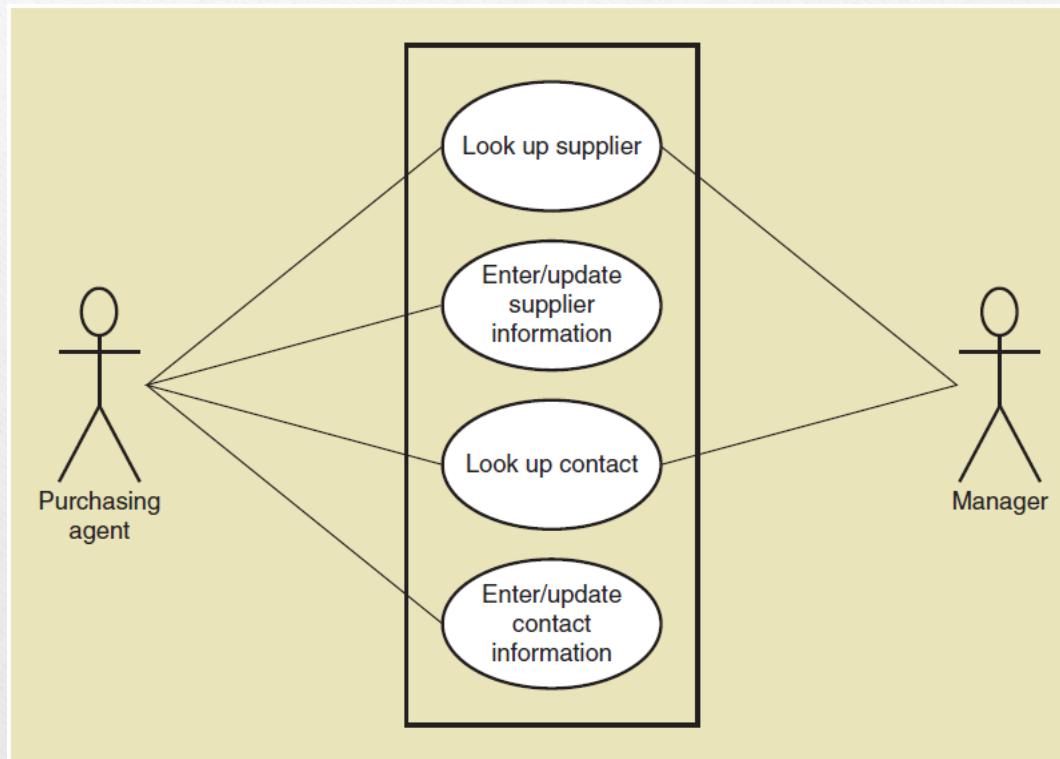 Look up supplier
Enter/update
supplier
information
Look up contact
Enter/update
contact
information
Purchasing
agent
Manager